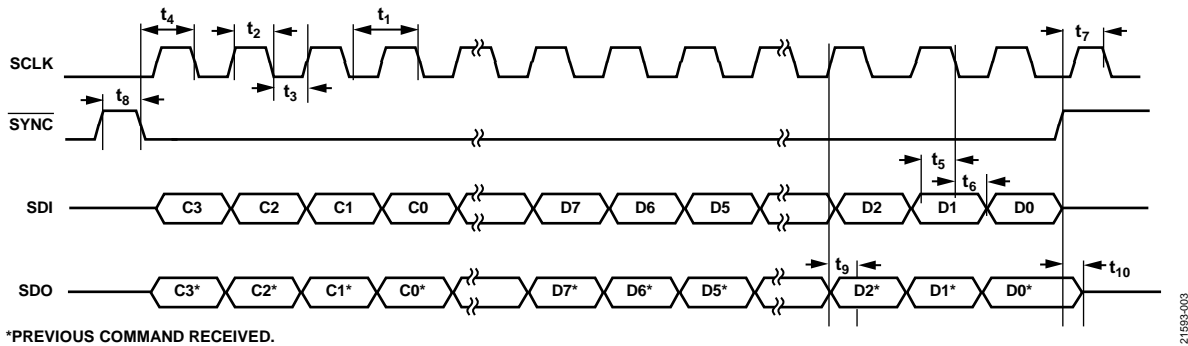 t4
t2
t1
t7
SCLK
t3
t8
SYNC
t5
t6
SDI
C3
C2
C1
C0
D7
D6
D5
D2
D1
D0
t9
t10
SDO
C3*
C2*
C1*
C0*
D7*
D6*
D5*
D2*
D1*
D0*
*PREVIOUS COMMAND RECEIVED.
21593-003